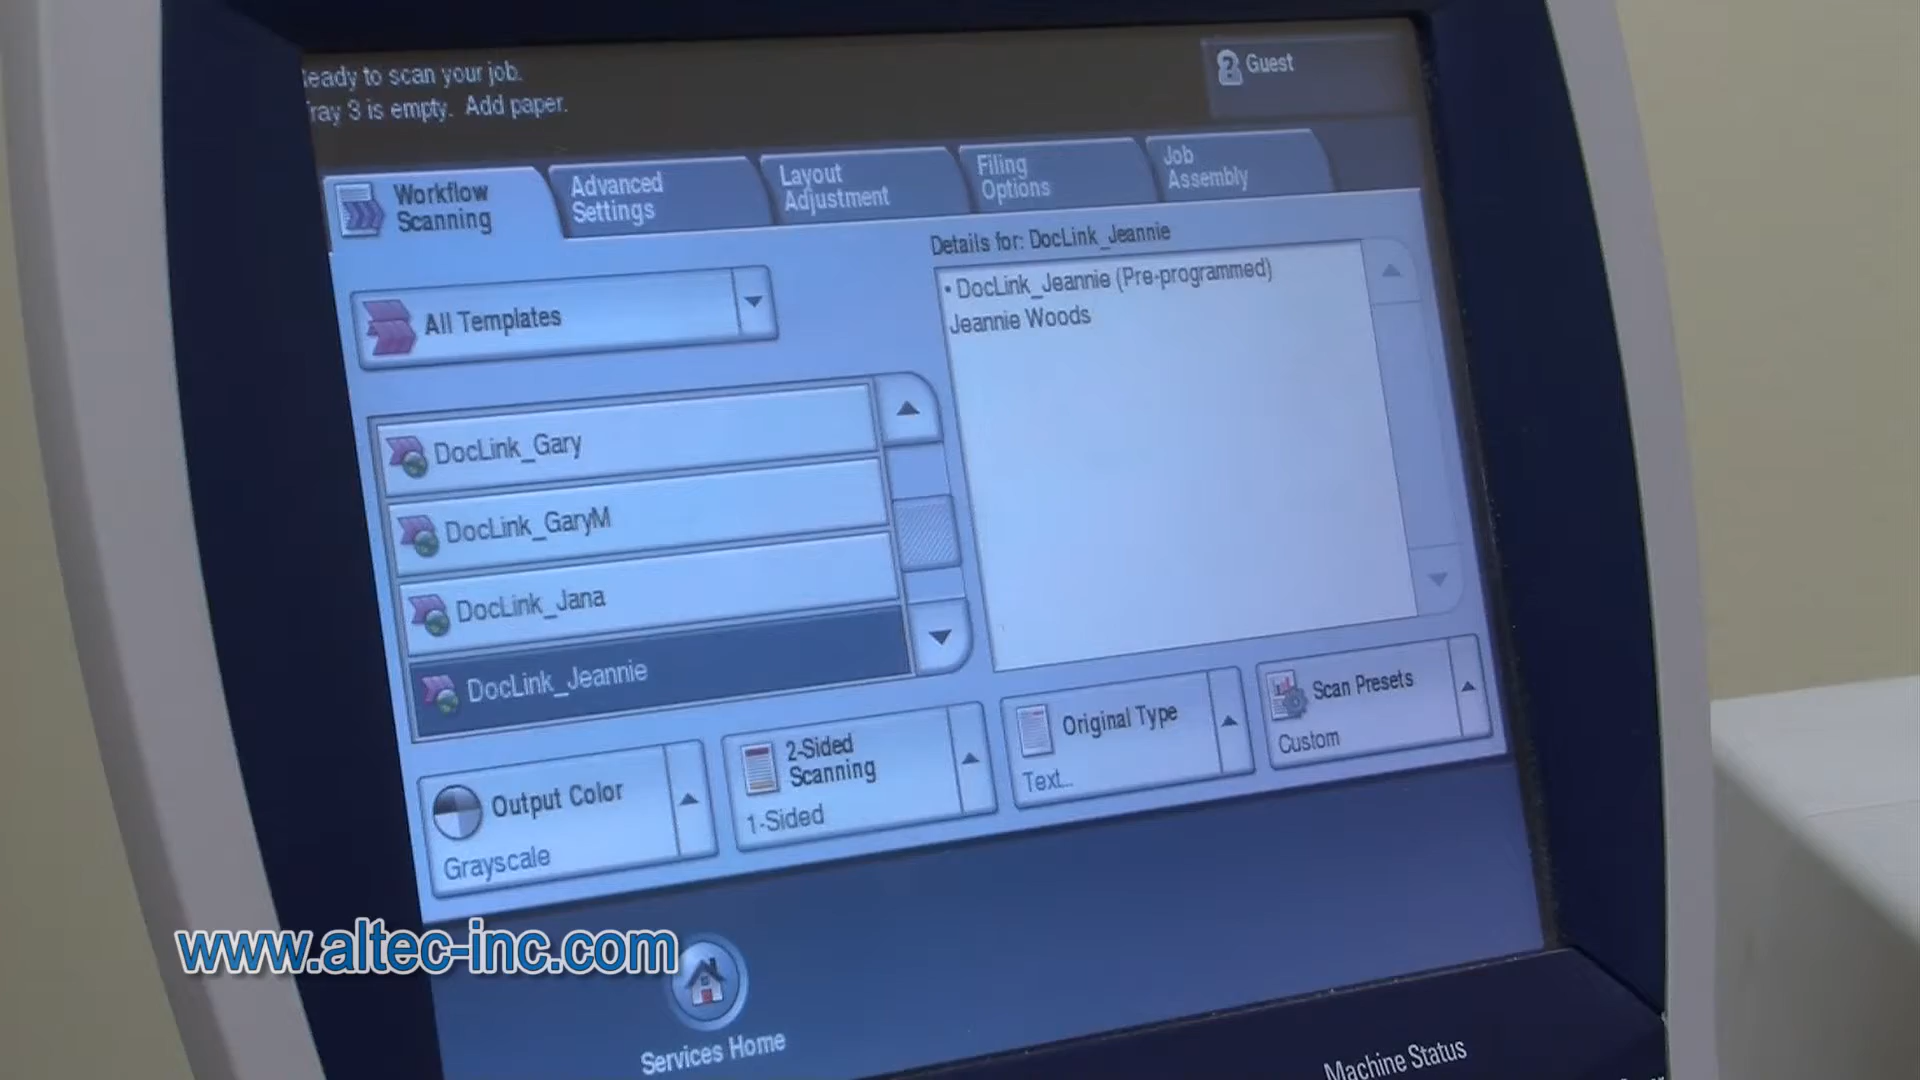 Ready to scan your job.
Tray 3 is empty. Add paper.
Guest
Workflow
Scanning
Advanced
Settings
Layout
Adjustment
Filing
Options
Job
Assembly
All Templates
Details for: DocLink_Jeannie
• DocLink_Jeannie (Pre-programmed)
Jeannie Woods
DocLink_Gary
DocLink_GaryM
DocLink_Jana
DocLink_Jeannie
Output Color
Grayscale
2-Sided
Scanning
1-Sided
Original Type
Text...
Scan Presets
Custom
www.altec-inc.com
Services Home
Machine Status